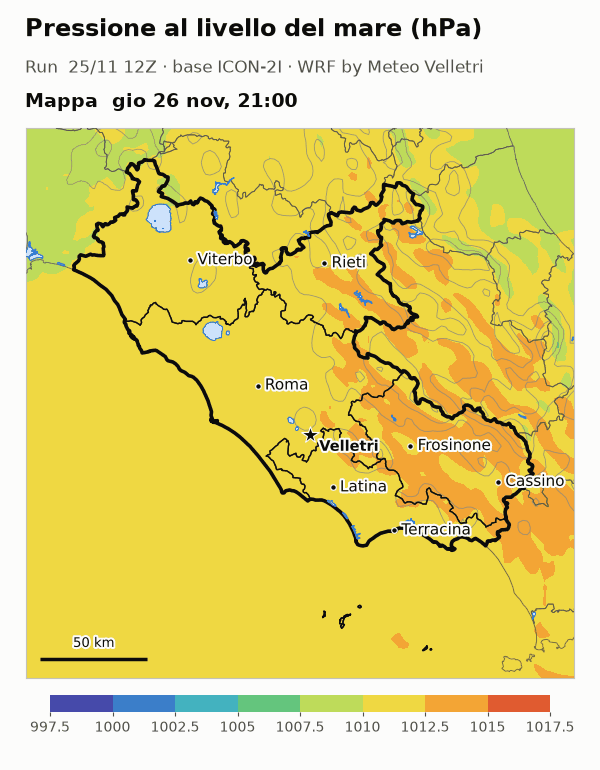 Pressione al livello del mare (hPa)
Run  25/11 12Z · base ICON-2I · WRF by Meteo Velletri
Mappa  gio 26 nov, 21:00
Viterbo
Rieti
Roma
Velletri
Frosinone
Cassino
Latina
Terracina
50 km
997.5 1000 1002.5 1005 1007.5 1010 1012.5 1015 1017.5